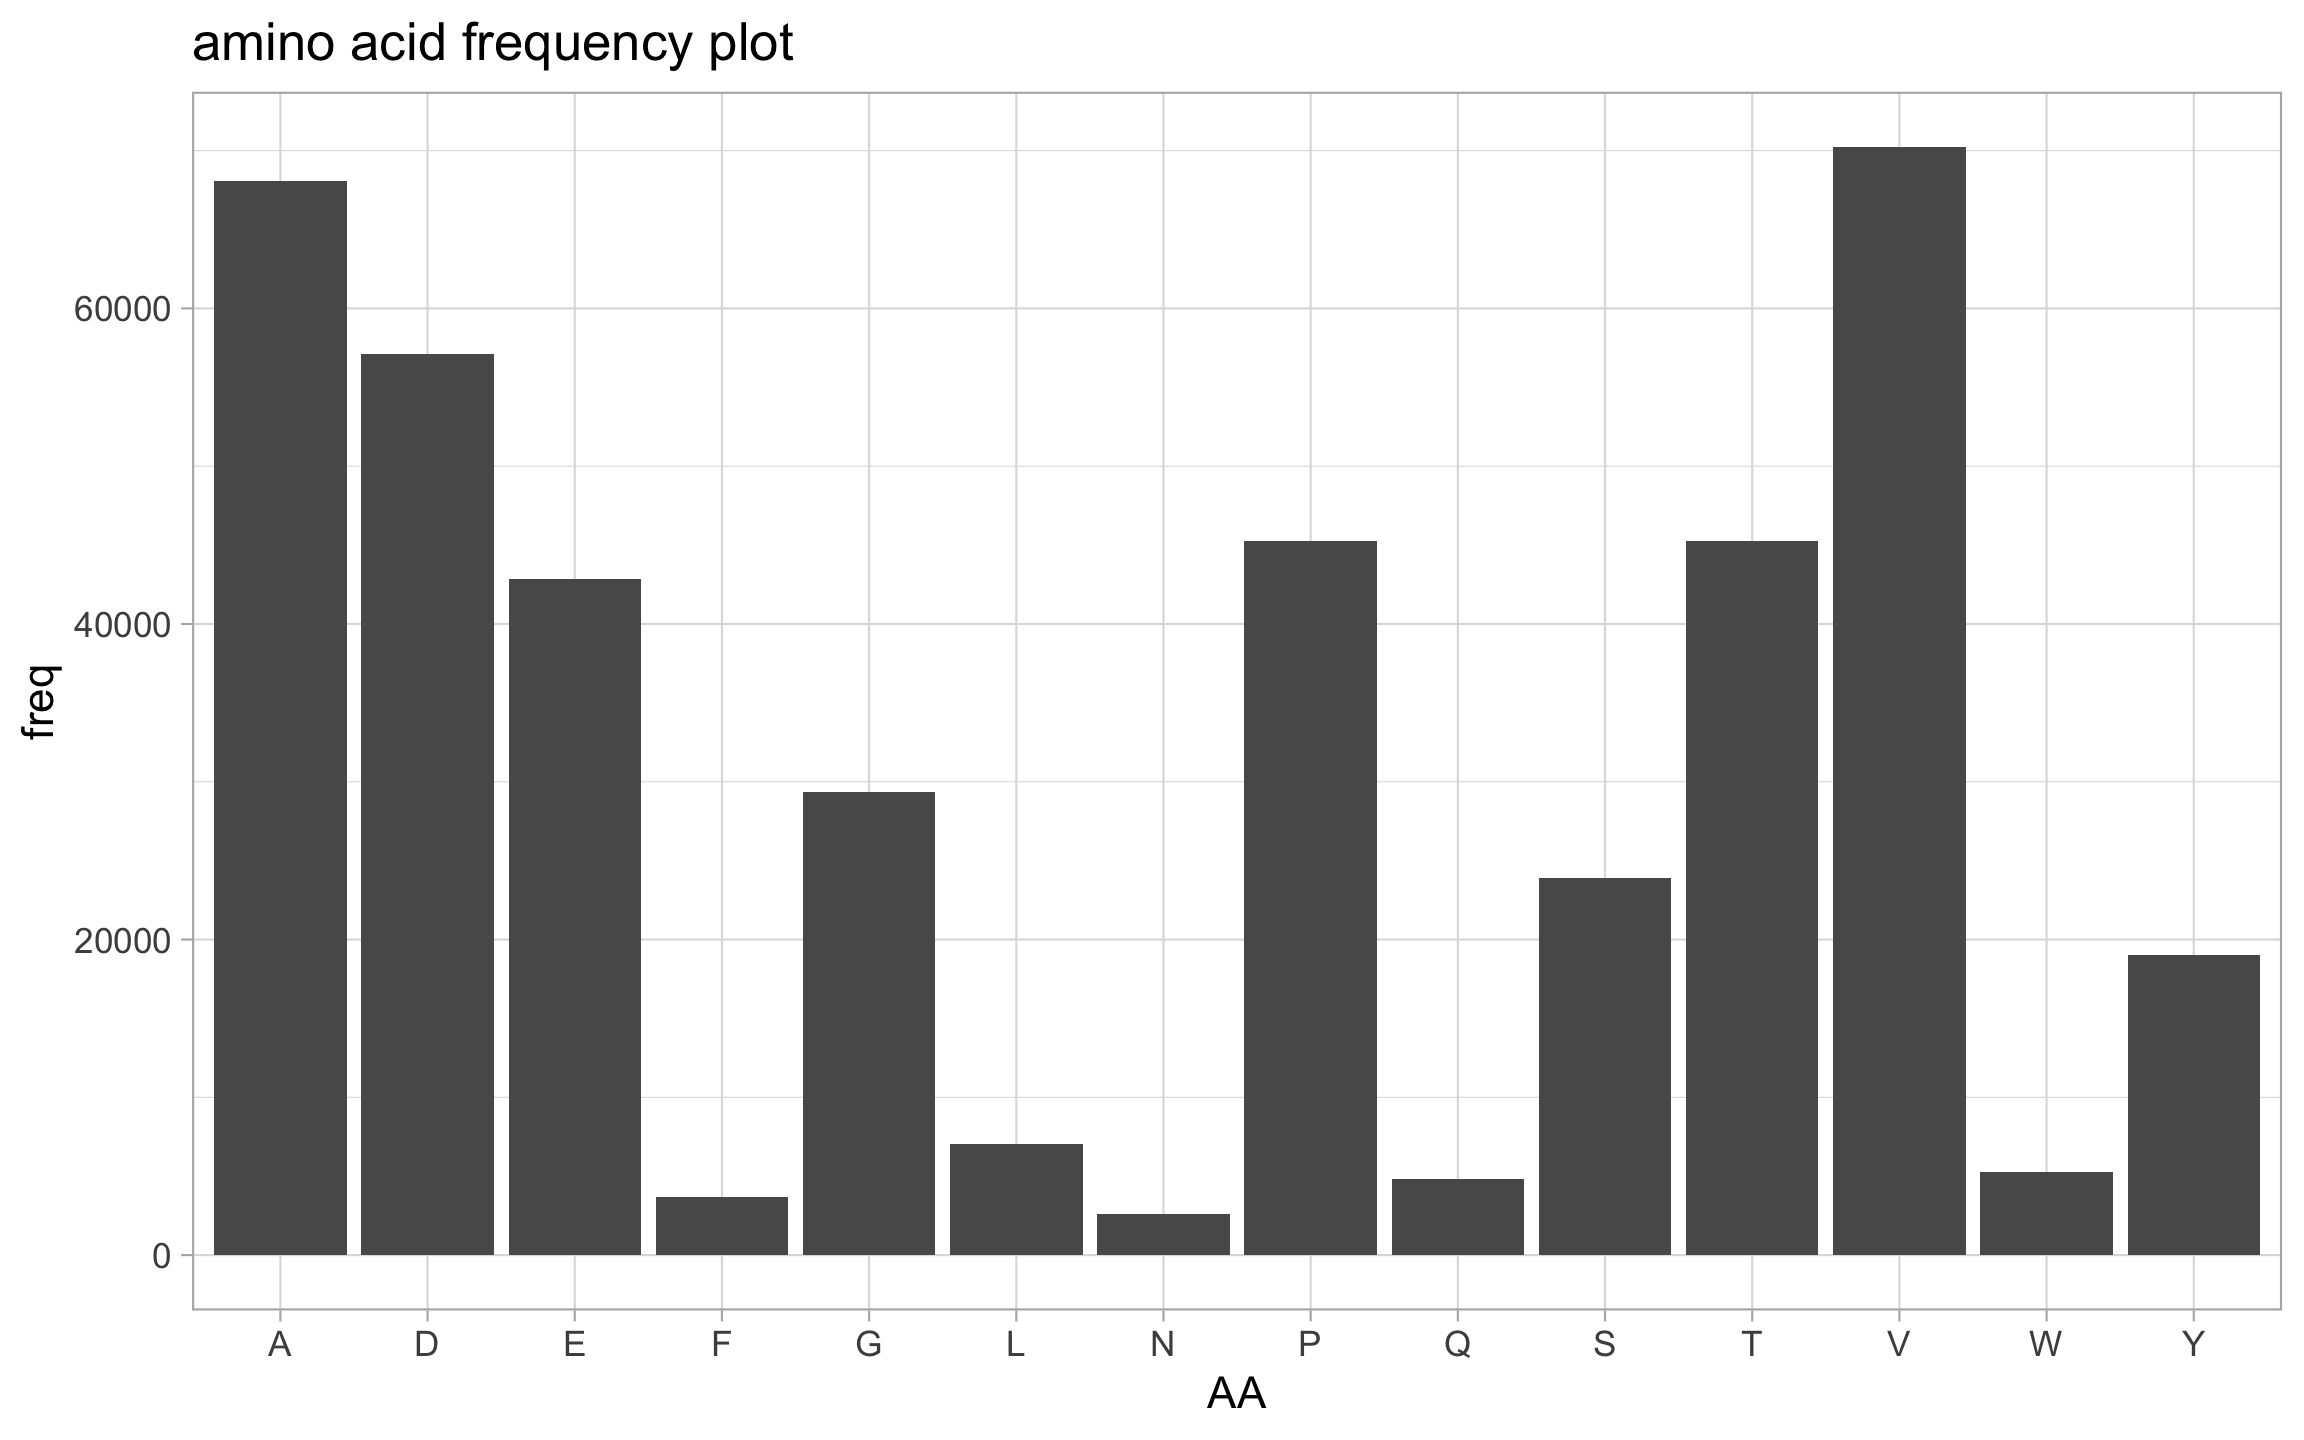 amino acid frequency plot
freq
60000
40000
20000
0
A D E F G L N P Q S T V W Y
AA